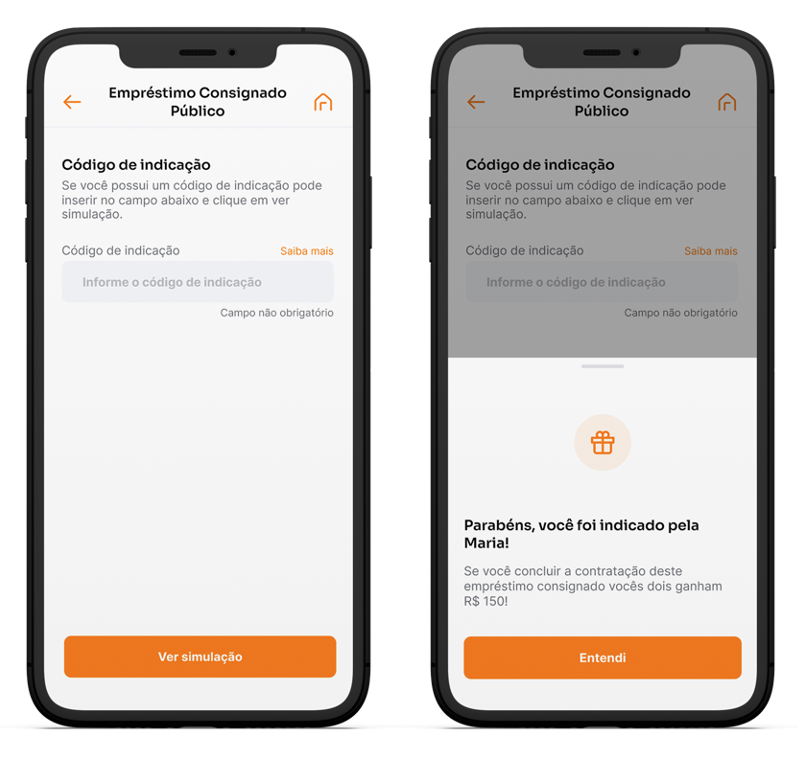 Empréstimo Consignado
Público
Código de indicação
Se você possui um código de indicação pode
inserir no campo abaixo e clique em ver
simulação.
Código de indicação
Saiba mais
Informe o código de indicação
Campo não obrigatório
Ver simulação
Empréstimo Consignado
Público
Código de indicação
Se você possui um código de indicação pode
inserir no campo abaixo e clique em ver
simulação.
Código de indicação
Saiba mais
Informe o código de indicação
Campo não obrigatório
Parabéns, você foi indicado pela
Maria!
Se você concluir a contratação deste
empréstimo consignado vocês dois ganham
R$ 150!
Entendi